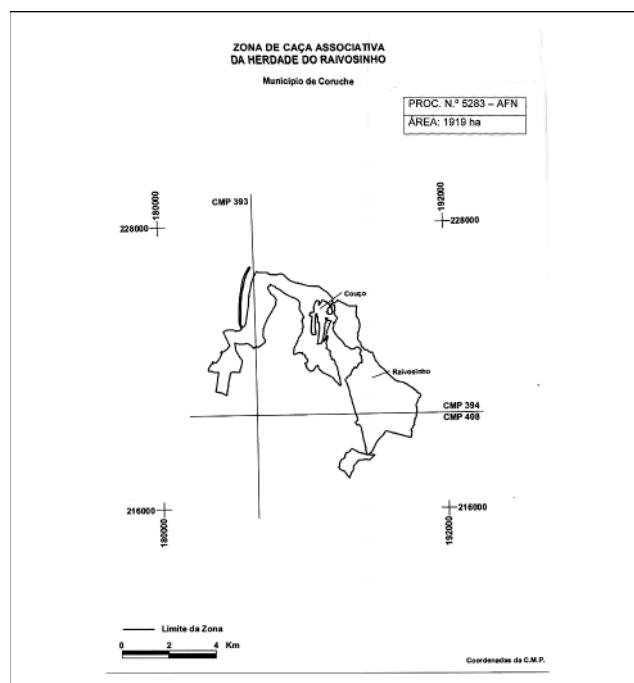 ZONA DE CAÇA ASSOCIATIVA
DA HERDADE DO RAIVOSINHO
Município de Coruche
PROC. N.º 5283 – AFN
ÁREA: 1919 ha
180000
192000
CMP 393
228000
228000
Couço
Raivosinho
CMP 394
CMP 408
216000
216000
180000
192000
Limite da Zona
0 2 4 Km
Coordenadas da C.M.P.